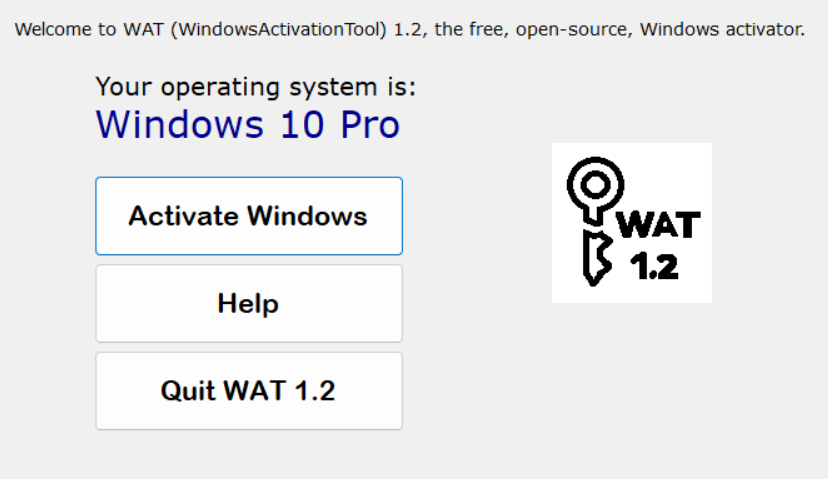 Welcome to WAT (WindowsActivationTool) 1.2, the free, open-source, Windows activator.
Your operating system is:
Windows 10 Pro
Activate Windows
Help
Quit WAT 1.2
WAT
1.2